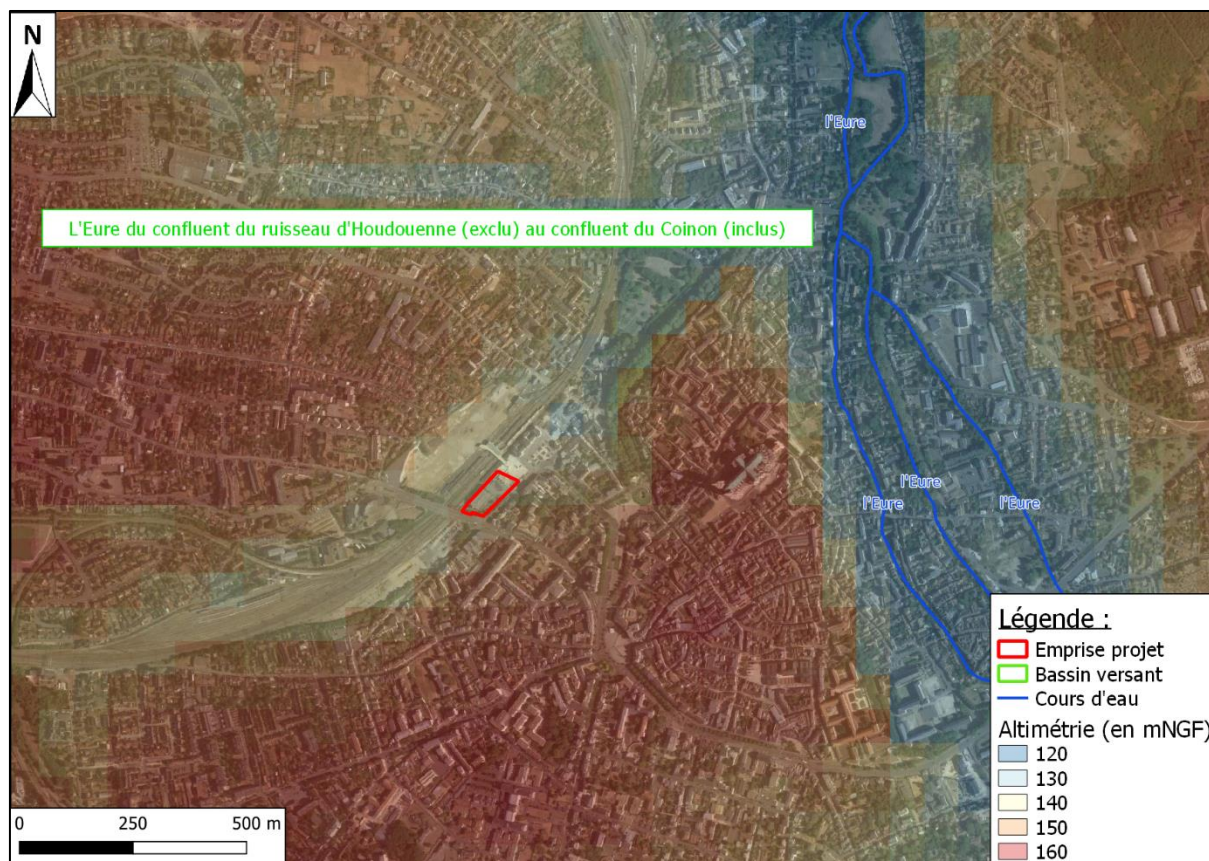 N
l'Eure
L'Eure du confluent du ruisseau d'Houdouenne (exclu) au confluent du Coinon (inclus)
l'Eure
l'Eure
l'Eure
Légende :
Emprise projet
Bassin versant
Cours d'eau
Altimétrie (en mNGF)
120
130
140
150
160
0 250 500 m